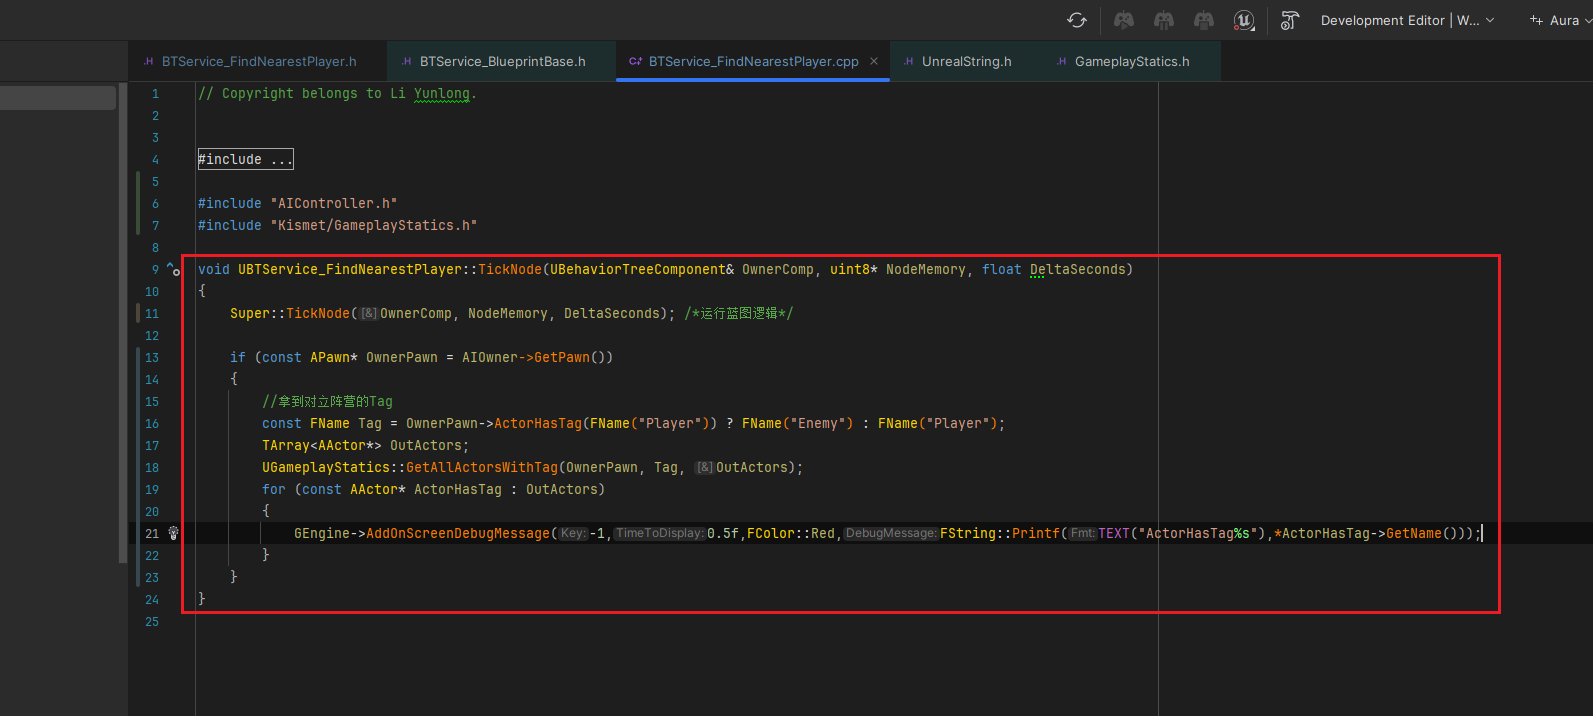 Development Editor | W... Aura
.H BTService_FindNearestPlayer.h .H BTService_BlueprintBase.h C+ BTService_FindNearestPlayer.cpp × .H UnrealString.h .H GameplayStatics.h
1 // Copyright belongs to Li Yunlong.
2
3
4 #include ...
5
6 #include "AIController.h"
7 #include "Kismet/GameplayStatics.h"
8
9 void UBTService_FindNearestPlayer::TickNode(UBehaviorTreeComponent& OwnerComp, uint8* NodeMemory, float DeltaSeconds)
10 {
11 Super::TickNode([&]OwnerComp, NodeMemory, DeltaSeconds); /*运行蓝图逻辑*/
12
13 if (const APawn* OwnerPawn = AIOwner->GetPawn())
14 {
15 //拿到对立阵营的Tag
16 const FName Tag = OwnerPawn->ActorHasTag(FName("Player")) ? FName("Enemy") : FName("Player");
17 TArray<AActor*> OutActors;
18 UGameplayStatics::GetAllActorsWithTag(OwnerPawn, Tag, [&]OutActors);
19 for (const AActor* ActorHasTag : OutActors)
20 {
21 GEngine->AddOnScreenDebugMessage(Key:-1,TimeToDisplay:0.5f,FColor::Red,DebugMessage:FString::Printf(Fmt:TEXT("ActorHasTag%s"),*ActorHasTag->GetName()));
22 }
23 }
24 }
25